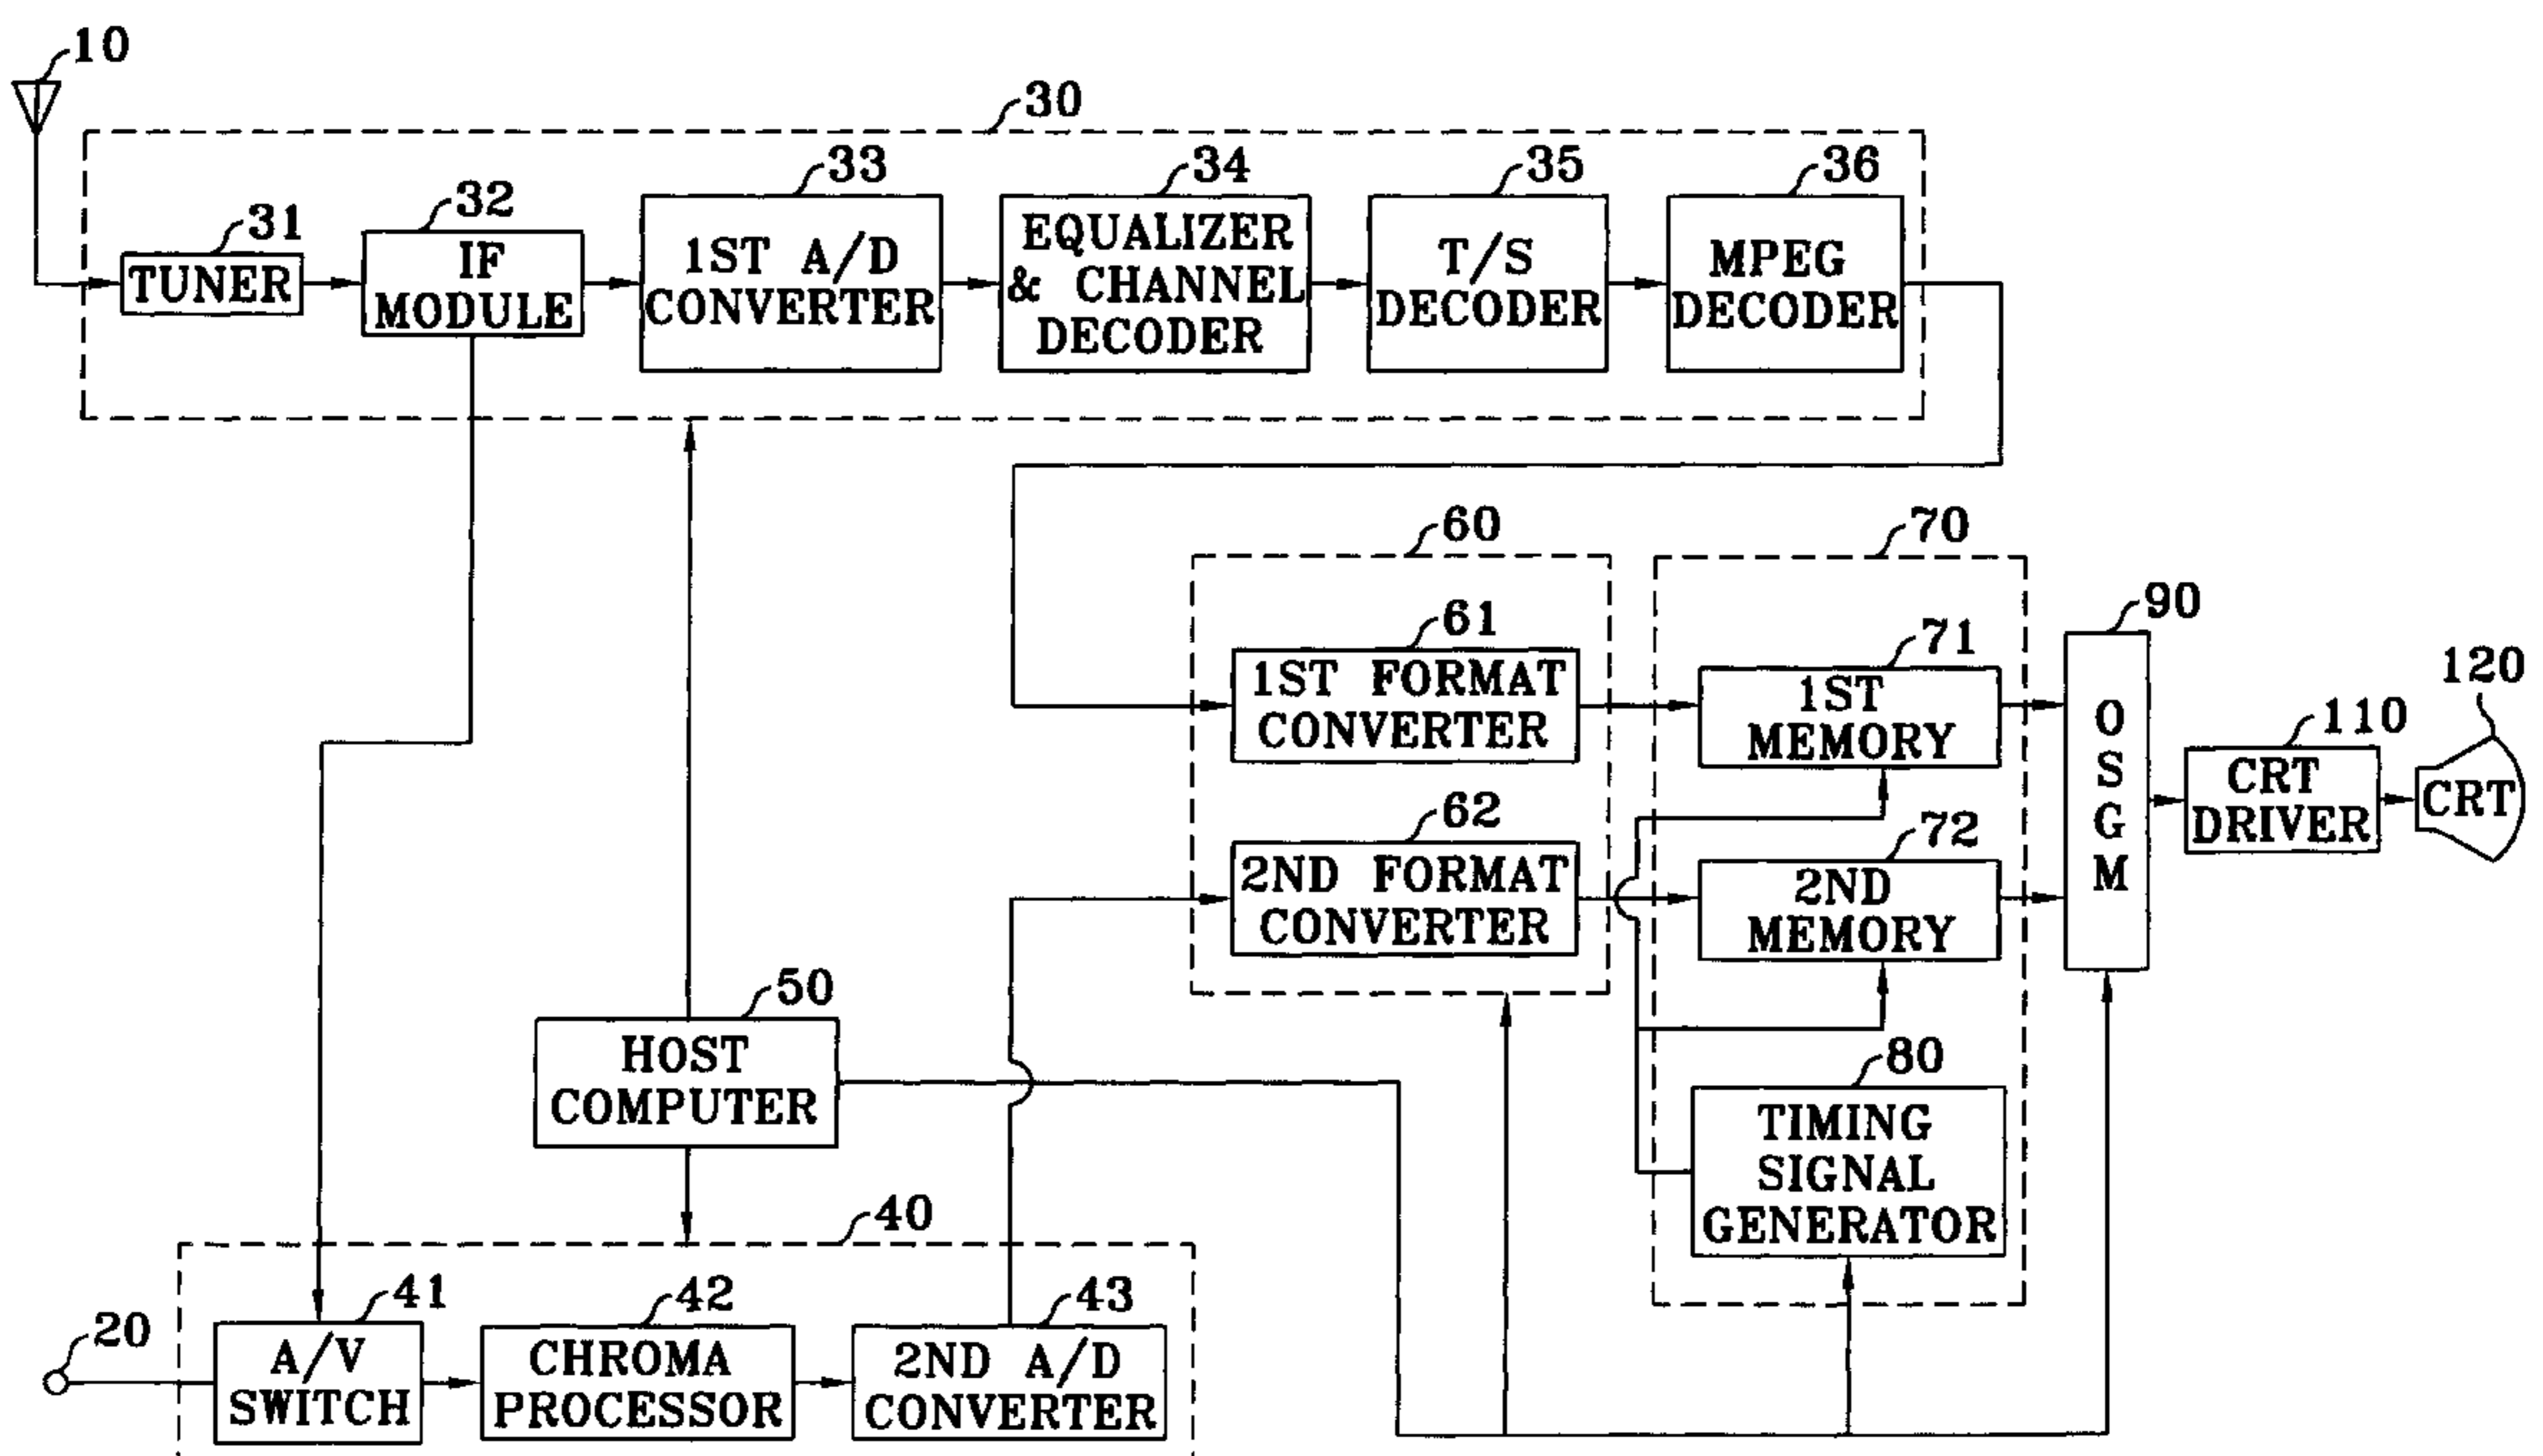 10
30
33
34
35
36
32
31
TUNER
IF
MODULE
1ST A/D
CONVERTER
EQUALIZER
& CHANNEL
DECODER
T/S
DECODER
MPEG
DECODER
60
70
90
61
71
120
1ST FORMAT
CONVERTER
1ST
MEMORY
O
S
G
M
110
CRT
DRIVER
CRT
62
72
2ND FORMAT
CONVERTER
2ND
MEMORY
50
HOST
COMPUTER
80
TIMING
SIGNAL
GENERATOR
40
20
41
42
43
A/V
SWITCH
CHROMA
PROCESSOR
2ND A/D
CONVERTER